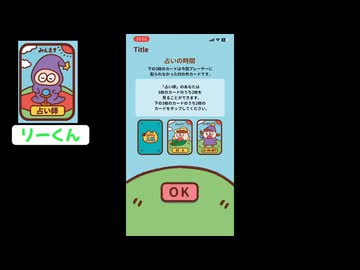 みんます
占い師
りーくん
Title
占いの時間
下の3枚のカードは今回プレーヤーに
配られなかった村の外カードです。
「占い師」のあなたは
3枚のカードのうち2枚を
見ることができます。
下の3枚のカードのうち2枚の
カードをタップしてください。
村人
OK